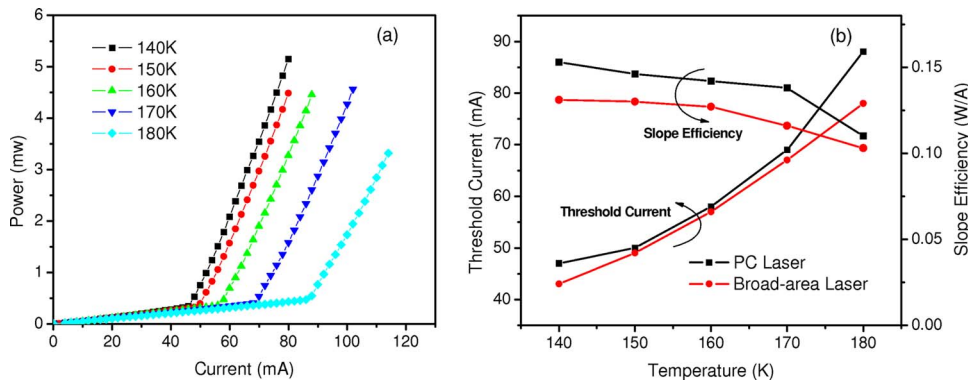 (a)
140K
150K
160K
170K
180K
Power (mw)
6
5
4
3
2
1
0
0 20 40 60 80 100 120
Current (mA)
(b)
Threshold Current (mA)
90
80
70
60
50
40
Slope Efficiency
Threshold Current
PC Laser
Broad-area Laser
0.15
0.10
0.05
0.00
Slope Efficiency (W/A)
140 150 160 170 180
Temperature (K)